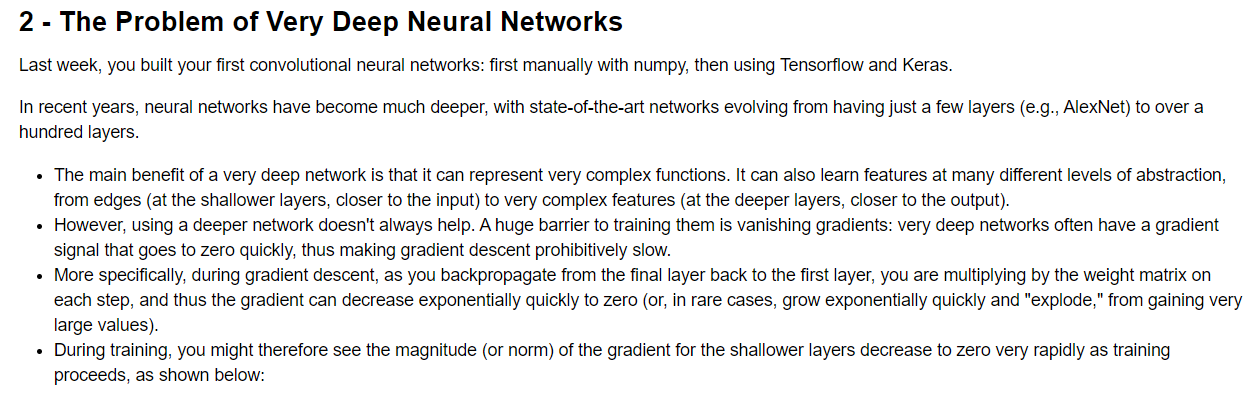 2 - The Problem of Very Deep Neural Networks
Last week, you built your first convolutional neural networks: first manually with numpy, then using Tensorflow and Keras.
In recent years, neural networks have become much deeper, with state-of-the-art networks evolving from having just a few layers (e.g., AlexNet) to over a
hundred layers.
• The main benefit of a very deep network is that it can represent very complex functions. It can also learn features at many different levels of abstraction,
from edges (at the shallower layers, closer to the input) to very complex features (at the deeper layers, closer to the output).
• However, using a deeper network doesn't always help. A huge barrier to training them is vanishing gradients: very deep networks often have a gradient
signal that goes to zero quickly, thus making gradient descent prohibitively slow.
• More specifically, during gradient descent, as you backpropagate from the final layer back to the first layer, you are multiplying by the weight matrix on
each step, and thus the gradient can decrease exponentially quickly to zero (or, in rare cases, grow exponentially quickly and "explode," from gaining very
large values).
• During training, you might therefore see the magnitude (or norm) of the gradient for the shallower layers decrease to zero very rapidly as training
proceeds, as shown below: